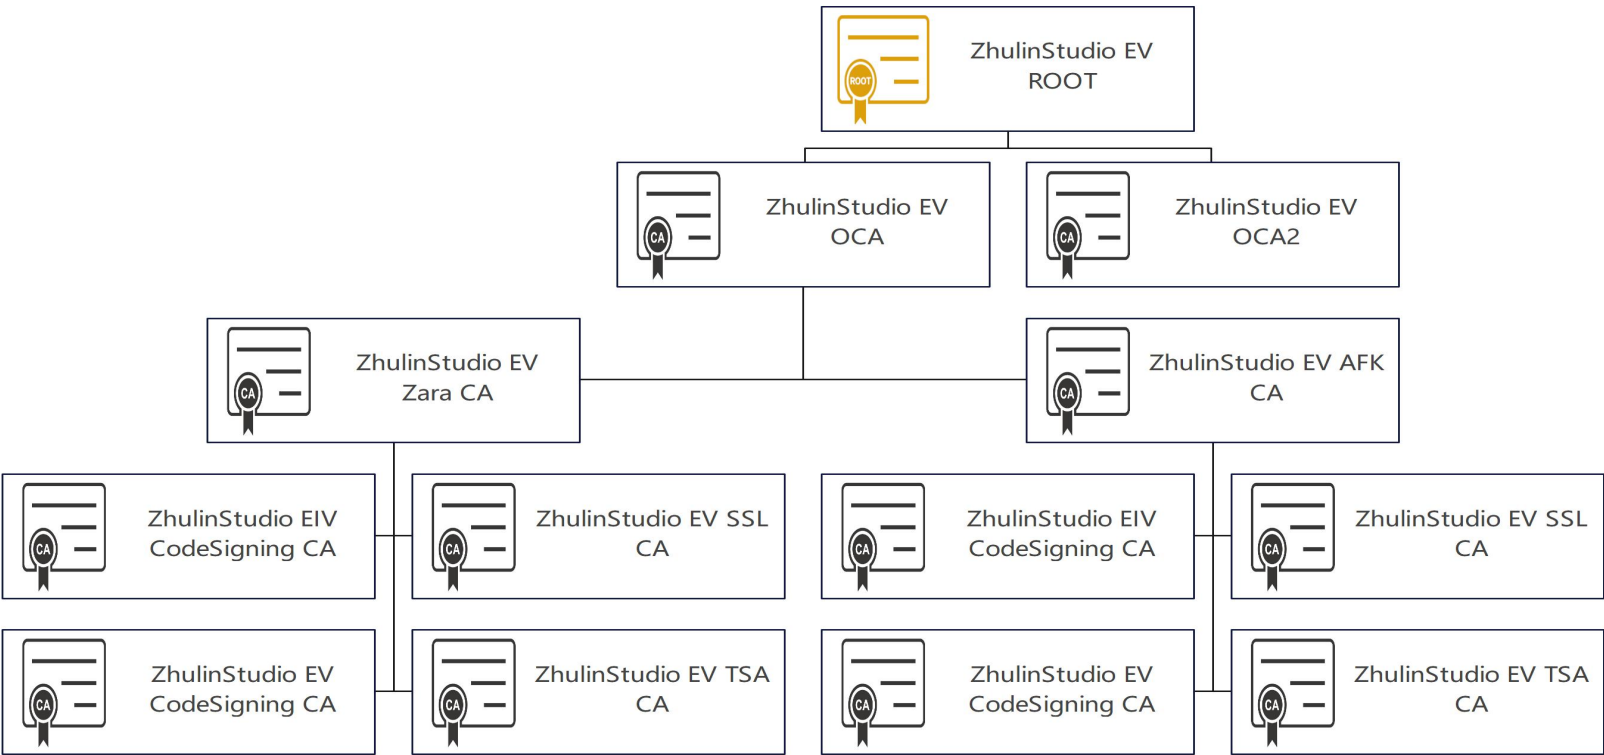 ROOT
ZhulinStudio EV
ROOT
CA
ZhulinStudio EV
OCA
CA
ZhulinStudio EV
OCA2
CA
ZhulinStudio EV
Zara CA
CA
ZhulinStudio EV AFK
CA
CA
ZhulinStudio EIV
CodeSigning CA
CA
ZhulinStudio EV SSL
CA
CA
ZhulinStudio EIV
CodeSigning CA
CA
ZhulinStudio EV SSL
CA
CA
ZhulinStudio EV
CodeSigning CA
CA
ZhulinStudio EV TSA
CA
CA
ZhulinStudio EV
CodeSigning CA
CA
ZhulinStudio EV TSA
CA